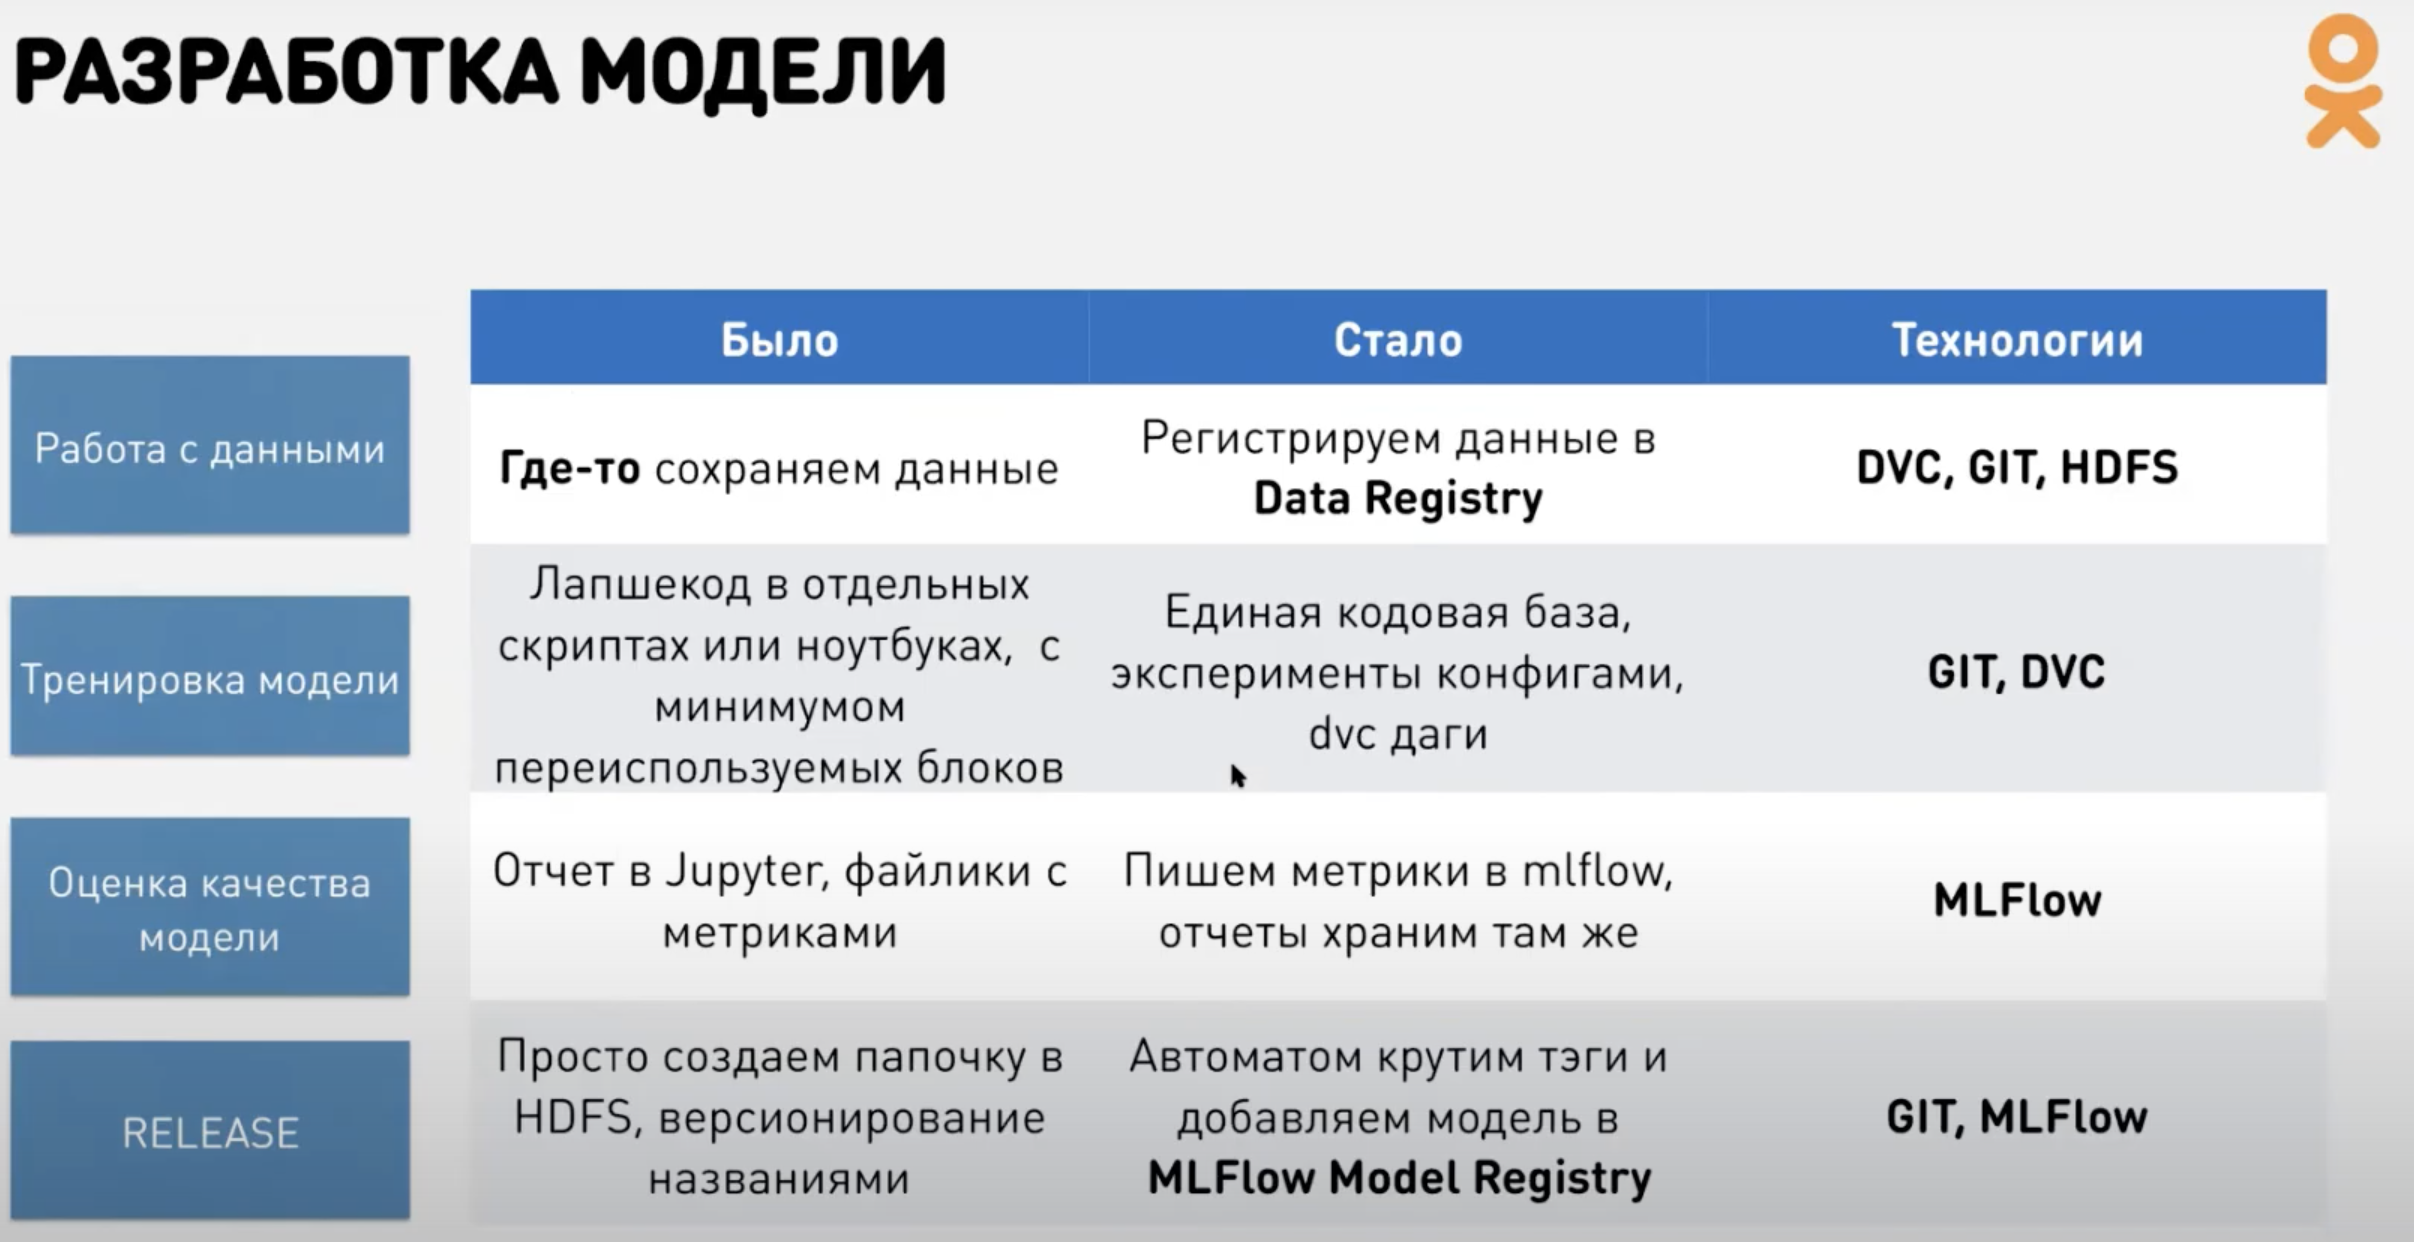 РАЗРАБОТКА МОДЕЛИ
Было
Стало
Технологии
Работа с данными
Где-то сохраняем данные
Регистрируем данные в
Data Registry
DVC, GIT, HDFS
Тренировка модели
Лапшекод в отдельных
скриптах или ноутбуках, с
минимумом
переиспользуемых блоков
Единая кодовая база,
эксперименты конфигами,
dvc даги
GIT, DVC
Оценка качества
модели
Отчет в Jupyter, файлики с
метриками
Пишем метрики в mlflow,
отчеты храним там же
MLFlow
RELEASE
Просто создаем папочку в
HDFS, версионирование
названиями
Автоматом крутим тэги и
добавляем модель в
MLFlow Model Registry
GIT, MLFlow